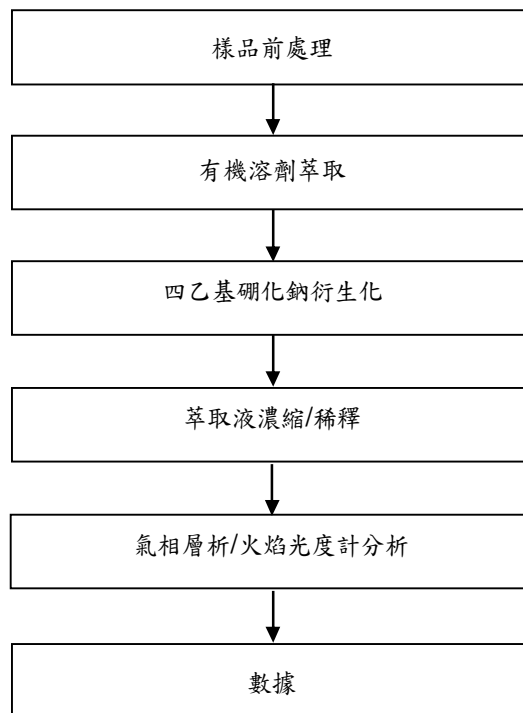 樣品前處理
有機溶劑萃取
四乙基硼化鈉衍生化
萃取液濃縮/稀釋
氣相層析/火焰光度計分析
數據